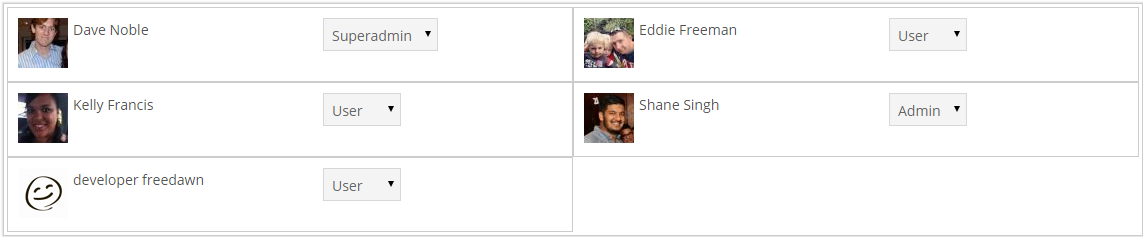 Dave Noble
Superadmin
Eddie Freeman
User
Kelly Francis
User
Shane Singh
Admin
developer freedawn
User